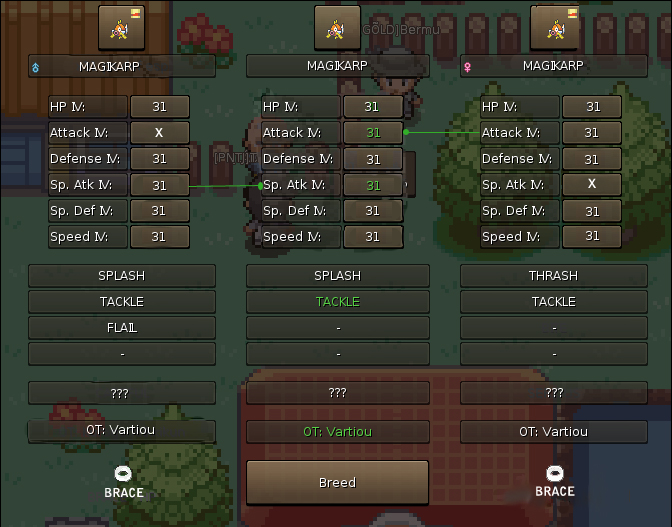 GOLD]Bermu
MAGIKARP MAGIKARP MAGIKARP
HP IV: 31 HP IV: 31 HP IV: 31
Attack IV: X Attack IV: 31 Attack IV: 31
Defense IV: 31 Defense IV: 31 Defense IV: 31
[RNT]
Sp. Atk IV: 31 Sp. Atk IV: 31 Sp. Atk IV: X
Sp. Def IV: 31 Sp. Def IV: 31 Sp. Def IV: 31
Speed IV: 31 Speed IV: 31 Speed IV: 31
SPLASH SPLASH THRASH
TACKLE TACKLE TACKLE
FLAIL - -
- - -
??? ??? ???
OT: Vartiou OT: Vartiou OT: Vartiou
BRACE Breed BRACE